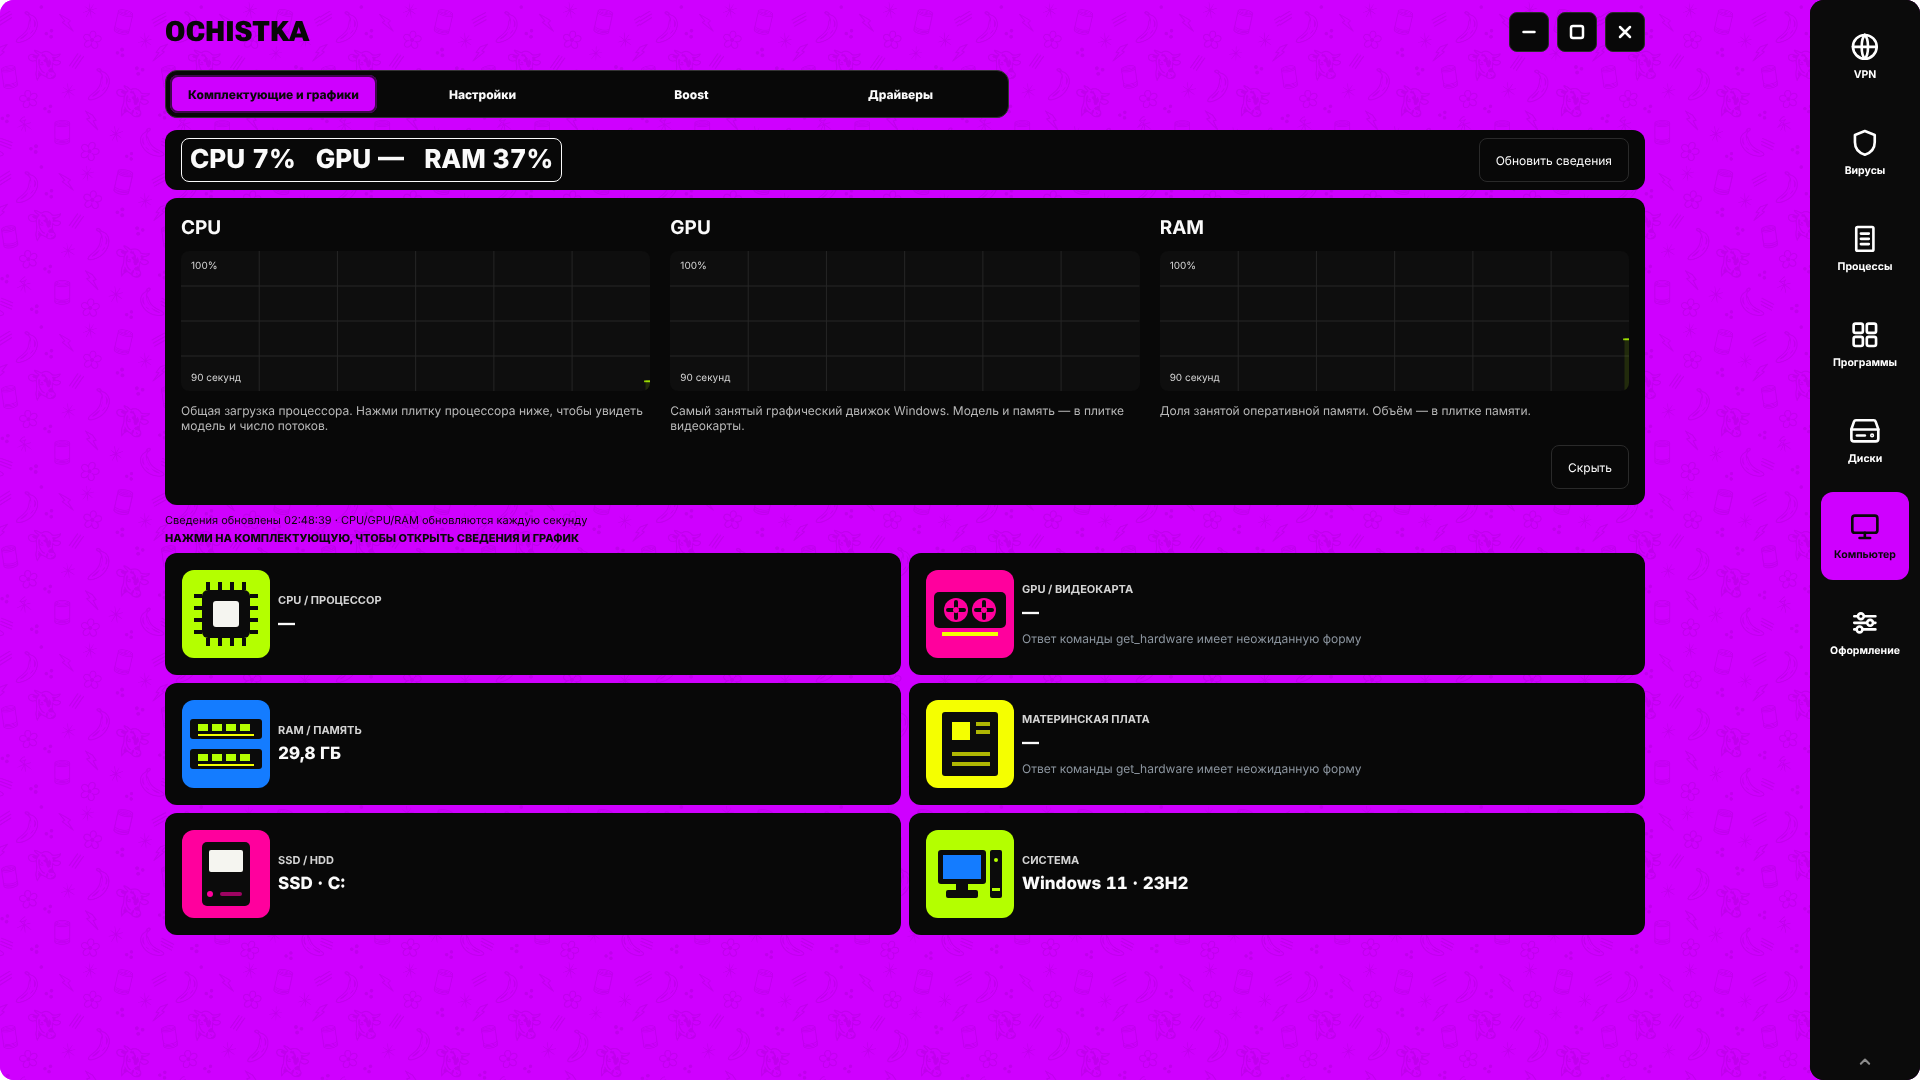 OCHISTKA
Комплектующие и графики
Настройки
Boost
Драйверы
CPU 7% GPU — RAM 37%
Обновить сведения
CPU
100%
90 секунд
Общая загрузка процессора. Нажми плитку процессора ниже, чтобы увидеть
модель и число потоков.
GPU
100%
90 секунд
Самый занятый графический движок Windows. Модель и память — в плитке
видеокарты.
RAM
100%
90 секунд
Доля занятой оперативной памяти. Объём — в плитке памяти.
Скрыть
Сведения обновлены 02:48:39 · CPU/GPU/RAM обновляются каждую секунду
НАЖМИ НА КОМПЛЕКТУЮЩУЮ, ЧТОБЫ ОТКРЫТЬ СВЕДЕНИЯ И ГРАФИК
CPU / ПРОЦЕССОР
—
GPU / ВИДЕОКАРТА
—
Ответ команды get_hardware имеет неожиданную форму
RAM / ПАМЯТЬ
29,8 ГБ
МАТЕРИНСКАЯ ПЛАТА
—
Ответ команды get_hardware имеет неожиданную форму
SSD / HDD
SSD · C:
СИСТЕМА
Windows 11 · 23H2
VPN
Вирусы
Процессы
Программы
Диски
Компьютер
Оформление